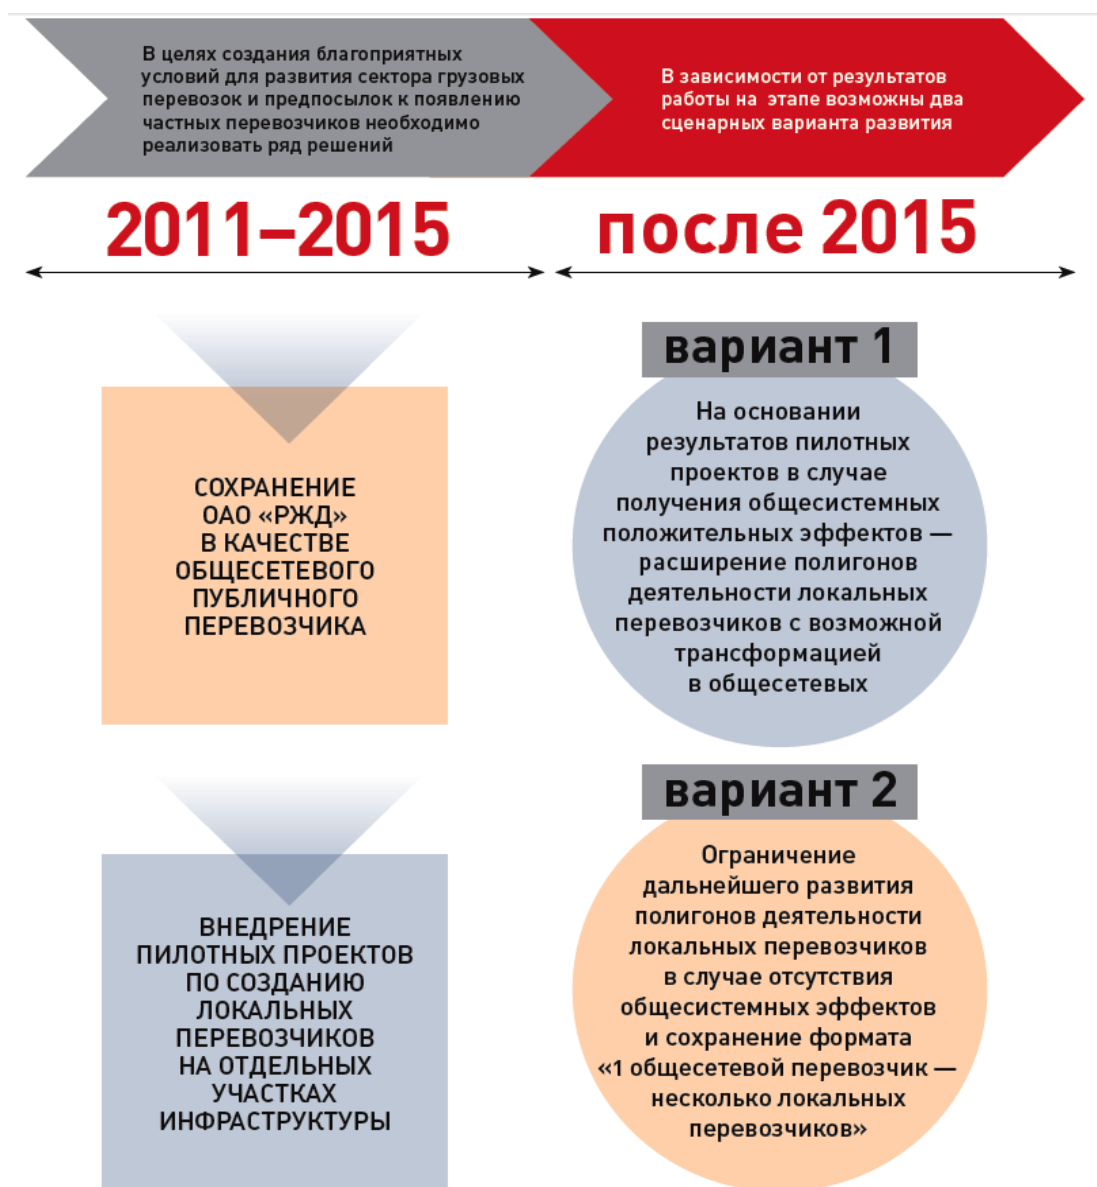 В целях создания благоприятных
условий для развития сектора грузовых
перевозок и предпосылок к появлению
частных перевозчиков необходимо
реализовать ряд решений
В зависимости от результатов
работы на этапе возможны два
сценарных варианта развития
2011–2015
после 2015
СОХРАНЕНИЕ
ОАО «РЖД»
В КАЧЕСТВЕ
ОБЩЕСЕТЕВОГО
ПУБЛИЧНОГО
ПЕРЕВОЗЧИКА
ВНЕДРЕНИЕ
ПИЛОТНЫХ ПРОЕКТОВ
ПО СОЗДАНИЮ
ЛОКАЛЬНЫХ
ПЕРЕВОЗЧИКОВ
НА ОТДЕЛЬНЫХ
УЧАСТКАХ
ИНФРАСТРУКТУРЫ
вариант 1
На основании
результатов пилотных
проектов в случае
получения общесистемных
положительных эффектов —
расширение полигонов
деятельности локальных
перевозчиков с возможной
трансформацией
в общесетевых
вариант 2
Ограничение
дальнейшего развития
полигонов деятельности
локальных перевозчиков
в случае отсутствия
общесистемных эффектов
и сохранение формата
«1 общесетевой перевозчик —
несколько локальных
перевозчиков»